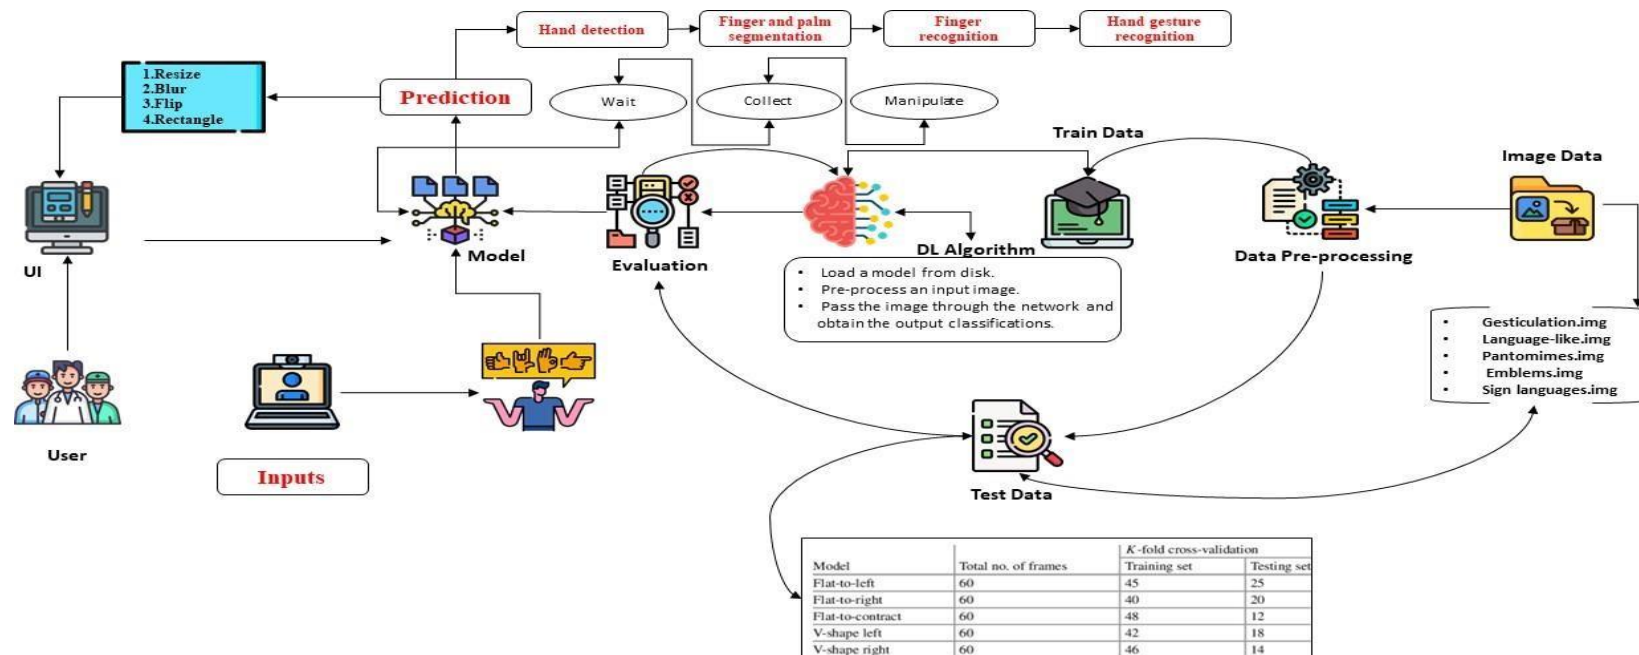 Hand detection
Finger and palm
segmentation
Finger
recognition
Hand gesture
recognition
1.Resize
2.Blur
3.Flip
4.Rectangle
Prediction
Wait
Collect
Manipulate
Train Data
Image Data
UI
Model
Evaluation
DL Algorithm
Data Pre-processing
• Load a model from disk.
• Pre-process an input image.
• Pass the image through the network and
obtain the output classifications.
• Gesticulation.img
• Language-like.img
• Pantomimes.img
• Emblems.img
• Sign languages.img
User
Inputs
Test Data
K-fold cross-validation
Model Total no. of frames Training set Testing set
Flat-to-left 60 45 25
Flat-to-right 60 40 20
Flat-to-contract 60 48 12
V-shape left 60 42 18
V-shape right 60 46 14